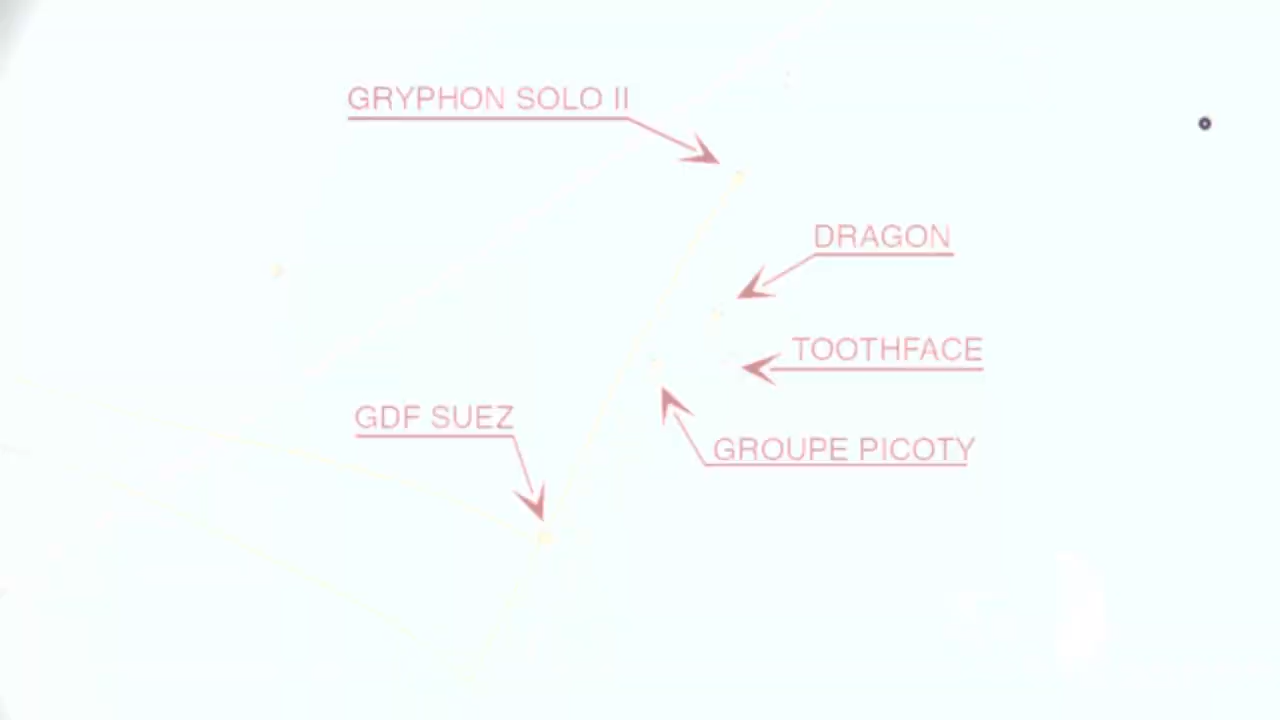 GRYPHON SOLO II
DRAGON
TOOTHFACE
GDF SUEZ
GROUPE PICOTY